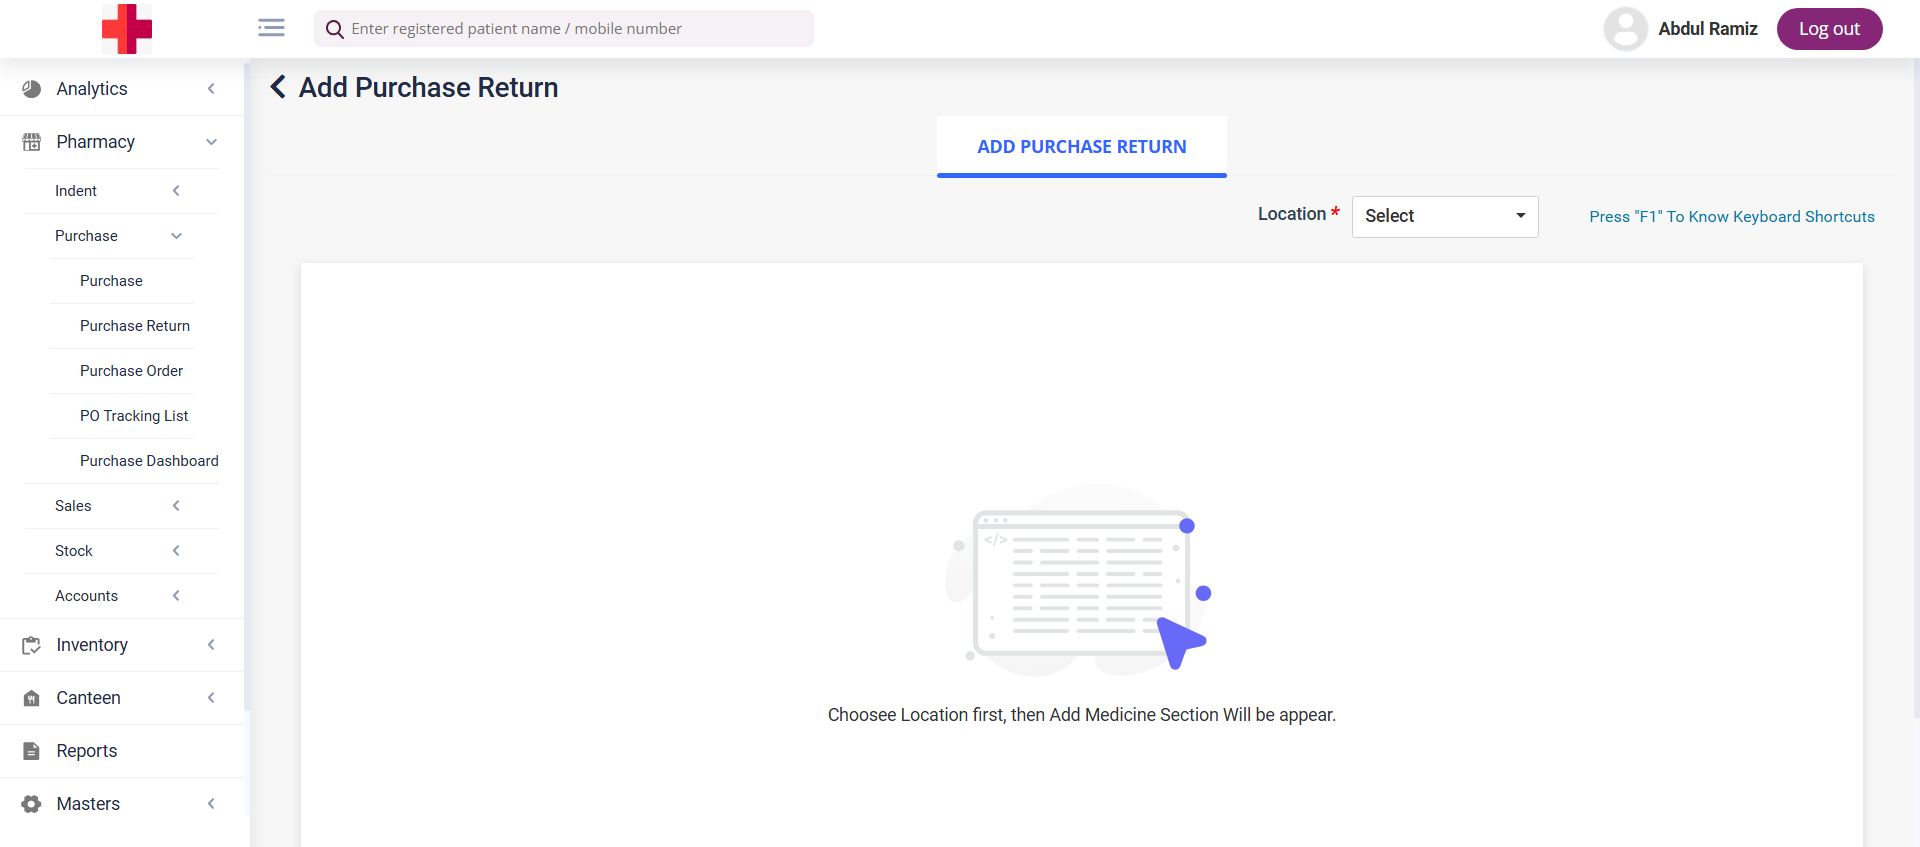 Enter registered patient name / mobile number
Abdul Ramiz
Log out
Analytics
Pharmacy
Indent
Purchase
Purchase
Purchase Return
Purchase Order
PO Tracking List
Purchase Dashboard
Sales
Stock
Accounts
Inventory
Canteen
Reports
Masters
Add Purchase Return
ADD PURCHASE RETURN
Location *
Select
Press "F1" To Know Keyboard Shortcuts
</>
Choosee Location first, then Add Medicine Section Will be appear.